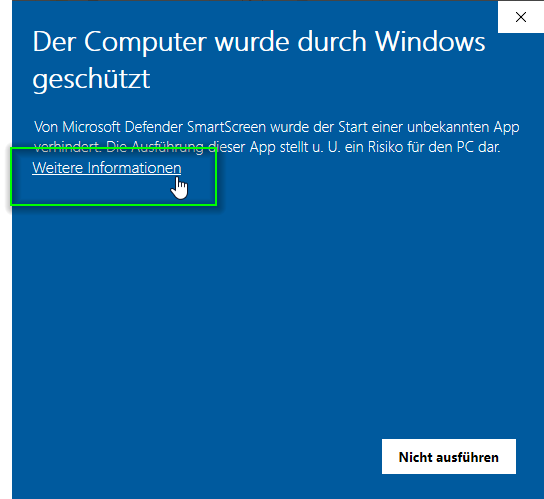 Der Computer wurde durch Windows
geschützt
Von Microsoft Defender SmartScreen wurde der Start einer unbekannten App
verhindert. Die Ausführung dieser App stellt u. U. ein Risiko für den PC dar.
Weitere Informationen
Nicht ausführen